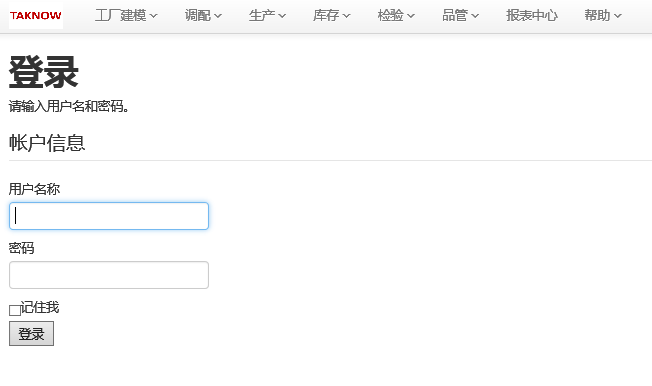 TAKNOW 工厂建模 调配 生产 库存 检验 品管 报表中心 帮助
登录
请输入用户名和密码。
帐户信息
用户名称
密码
记住我
登录